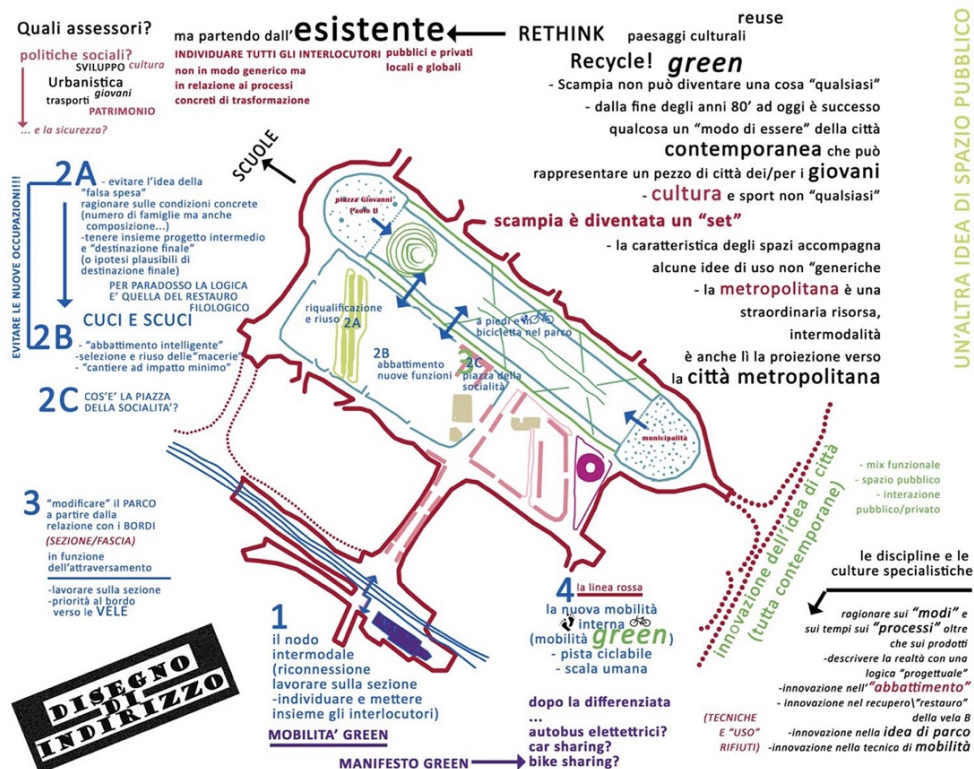 Quali assessori?
politiche sociali?
SVILUPPO cultura
Urbanistica
giovani
trasporti
PATRIMONIO
... e la sicurezza?
ma partendo dall'esistente
RETHINK
reuse
paesaggi culturali
INDIVIDUARE TUTTI GLI INTERLOCUTORI
non in modo generico ma
in relazione ai processi
concreti di trasformazione
pubblici e privati
locali e globali
Recycle! green
- Scampia non può diventare una cosa "qualsiasi"
- dalla fine degli anni 80' ad oggi è successo
qualcosa un "modo di essere" della città
contemporanea che può
rappresentare un pezzo di città dei/per i giovani
- cultura e sport non "qualsiasi"
scampia è diventata un "set"
- la caratteristica degli spazi accompagna
alcune idee di uso non "generiche
- la metropolitana è una
straordinaria risorsa,
intermodalità
è anche lì la proiezione verso
la città metropolitana
UN'ALTRA IDEA DI SPAZIO PUBBLICO
SCUOLE
EVITARE LE NUOVE OCCUPAZIONI!!!!
2A
- evitare l'idea della
"falsa spesa"
ragionare sulle condizioni concrete
(numero di famiglie ma anche
composizione...)
-tenere insieme progetto intermedio
e "destinazione finale"
(o ipotesi plausibili di
destinazione finale)
PER PARADOSSO LA LOGICA
E' QUELLA DEL RESTAURO
FILOLOGICO
2B
CUCI E SCUCI
- "abbattimento intelligente"
-selezione e riuso delle "macerie"
- "cantiere ad impatto minimo"
2C
COS'E' LA PIAZZA
DELLA SOCIALITA'?
piazza Giovanni
Paolo II
riqualificazione
e riuso 2A
2B
abbattimento
nuove funzioni
2C
piazza della
socialità
a piedi e in
bicicletta nel parco
municipalità
3
"modificare" il PARCO
a partire dalla
relazione con i BORDI
(SEZIONE/FASCIA)
in funzione
dell'attraversamento
-lavorare sulla sezione
-priorità al bordo
verso le VELE
DISEGNO
DI
INDIRIZZO
1
il nodo
intermodale
(riconnessione
lavorare sulla sezione
-individuare e mettere
insieme gli interlocutori)
MOBILITA' GREEN
MANIFESTO GREEN
4 la linea rossa
la nuova mobilità
interna
(mobilità green)
- pista ciclabile
- scala umana
dopo la differenziata
...
autobus elettettrici?
car sharing?
bike sharing?
innovazione dell'idea di città
(tutta contemporane)
- mix funzionale
- spazio pubblico
- interazione
pubblico/privato
le discipline e le
culture specialistiche
ragionare sui "modi" e
sui tempi sui "processi" oltre
che sui prodotti
-descrivere la realtà con una
logica "progettuale"
-innovazione nell'"abbattimento"
- innovazione nel recupero\"restauro"
della vela B
-innovazione nella idea di parco
-innovazione nella tecnica di mobilità
(TECNICHE
E "USO"
RIFIUTI)